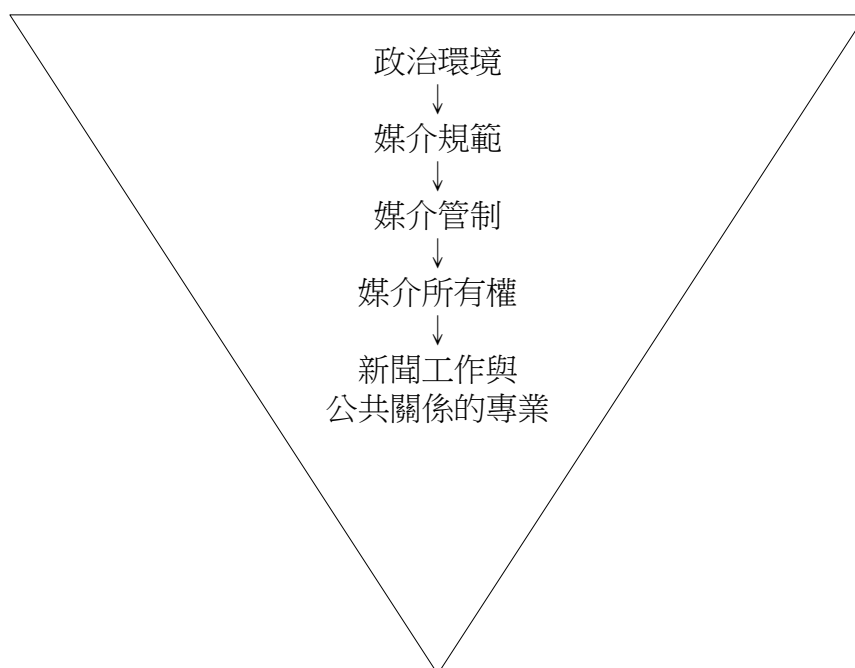 政治環境
↓
媒介規範
↓
媒介管制
↓
媒介所有權
↓
新聞工作與
公共關係的專業